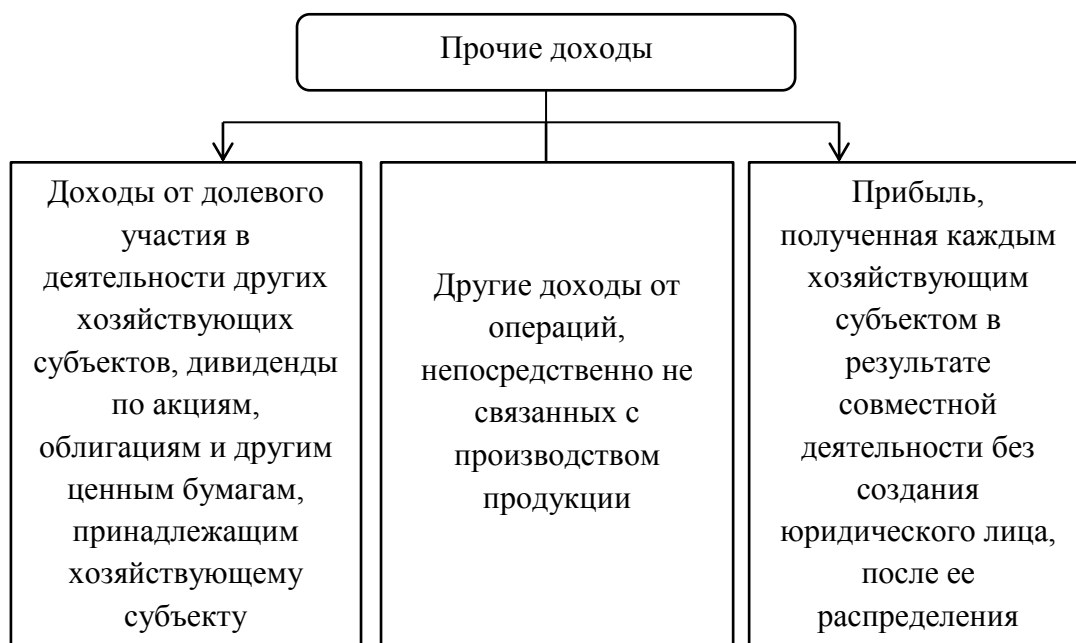 Прочие доходы
Доходы от долевого
участия в
деятельности других
хозяйствующих
субъектов, дивиденды
по акциям,
облигациям и другим
ценным бумагам,
принадлежащим
хозяйствующему
субъекту
Другие доходы от
операций,
непосредственно не
связанных с
производством
продукции
Прибыль,
полученная каждым
хозяйствующим
субъектом в
результате
совместной
деятельности без
создания
юридического лица,
после ее
распределения